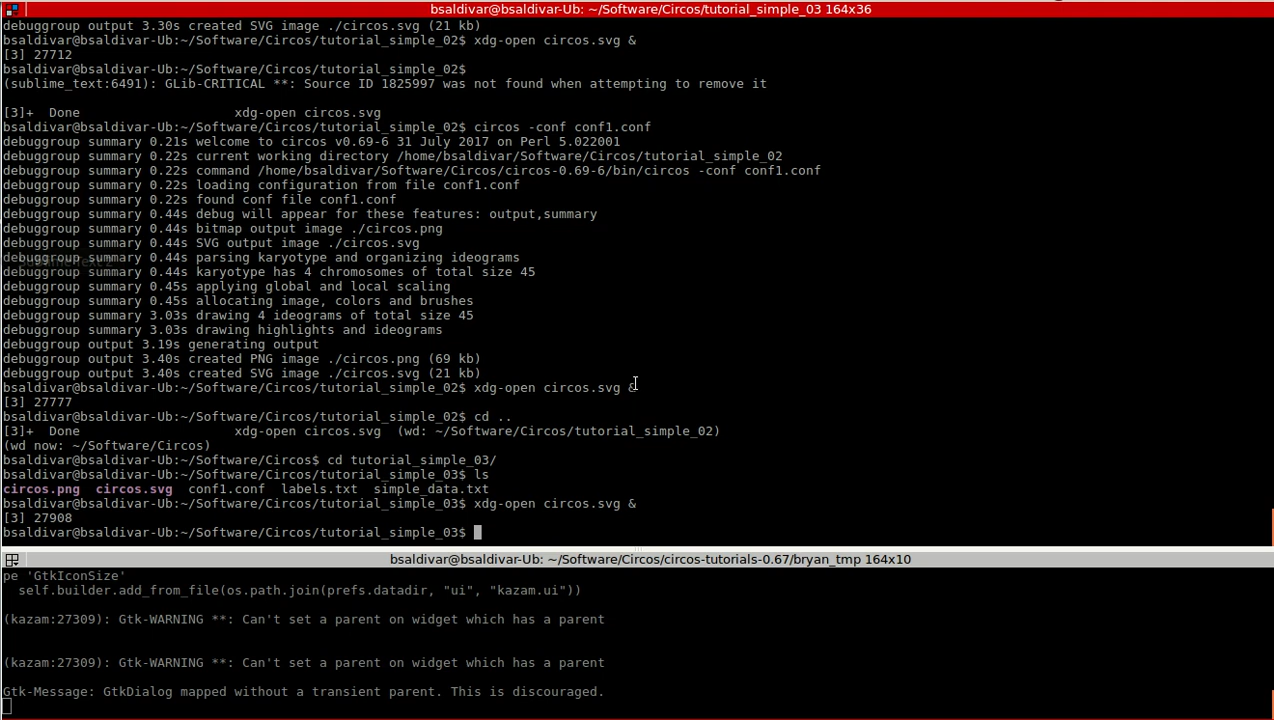 bsaldivar@bsaldivar-Ub: ~/Software/Circos/tutorial_simple_03 164x36
debuggroup output 3.30s created SVG image ./circos.svg (21 kb)
bsaldivar@bsaldivar-Ub:~/Software/Circos/tutorial_simple_02$ xdg-open circos.svg &
[3] 27712
bsaldivar@bsaldivar-Ub:~/Software/Circos/tutorial_simple_02$
(sublime_text:6491): GLib-CRITICAL **: Source ID 1825997 was not found when attempting to remove it
[3]+  Done                    xdg-open circos.svg
bsaldivar@bsaldivar-Ub:~/Software/Circos/tutorial_simple_02$ circos -conf conf1.conf
debuggroup summary 0.21s welcome to circos v0.69-6 31 July 2017 on Perl 5.022001
debuggroup summary 0.22s current working directory /home/bsaldivar/Software/Circos/tutorial_simple_02
debuggroup summary 0.22s command /home/bsaldivar/Software/Circos/circos-0.69-6/bin/circos -conf conf1.conf
debuggroup summary 0.22s loading configuration from file conf1.conf
debuggroup summary 0.22s found conf file conf1.conf
debuggroup summary 0.44s debug will appear for these features: output,summary
debuggroup summary 0.44s bitmap output image ./circos.png
debuggroup summary 0.44s SVG output image ./circos.svg
debuggroup summary 0.44s parsing karyotype and organizing ideograms
debuggroup summary 0.44s karyotype has 4 chromosomes of total size 45
debuggroup summary 0.45s applying global and local scaling
debuggroup summary 0.45s allocating image, colors and brushes
debuggroup summary 3.03s drawing 4 ideograms of total size 45
debuggroup summary 3.03s drawing highlights and ideograms
debuggroup output 3.19s generating output
debuggroup output 3.40s created PNG image ./circos.png (69 kb)
debuggroup output 3.40s created SVG image ./circos.svg (21 kb)
bsaldivar@bsaldivar-Ub:~/Software/Circos/tutorial_simple_02$ xdg-open circos.svg &
[3] 27777
bsaldivar@bsaldivar-Ub:~/Software/Circos/tutorial_simple_02$ cd ..
[3]+  Done                    xdg-open circos.svg  (wd: ~/Software/Circos/tutorial_simple_02)
(wd now: ~/Software/Circos)
bsaldivar@bsaldivar-Ub:~/Software/Circos$ cd tutorial_simple_03/
bsaldivar@bsaldivar-Ub:~/Software/Circos/tutorial_simple_03$ ls
circos.png  circos.svg  conf1.conf  labels.txt  simple_data.txt
bsaldivar@bsaldivar-Ub:~/Software/Circos/tutorial_simple_03$ xdg-open circos.svg &
[3] 27908
bsaldivar@bsaldivar-Ub:~/Software/Circos/tutorial_simple_03$
bsaldivar@bsaldivar-Ub: ~/Software/Circos/circos-tutorials-0.67/bryan_tmp 164x10
pe 'GtkIconSize'
  self.builder.add_from_file(os.path.join(prefs.datadir, "ui", "kazam.ui"))
(kazam:27309): Gtk-WARNING **: Can't set a parent on widget which has a parent
(kazam:27309): Gtk-WARNING **: Can't set a parent on widget which has a parent
Gtk-Message: GtkDialog mapped without a transient parent. This is discouraged.